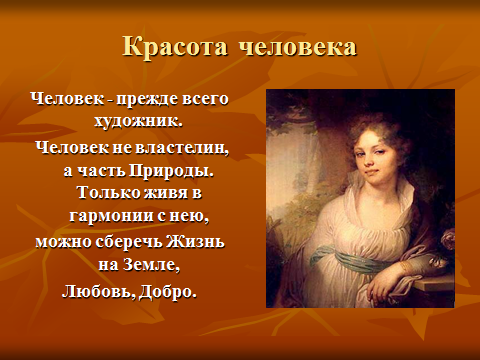 Красота человека
Человек - прежде всего
художник.
Человек не властелин,
а часть Природы.
Только живя в
гармонии с нею,
можно сберечь Жизнь
на Земле,
Любовь, Добро.